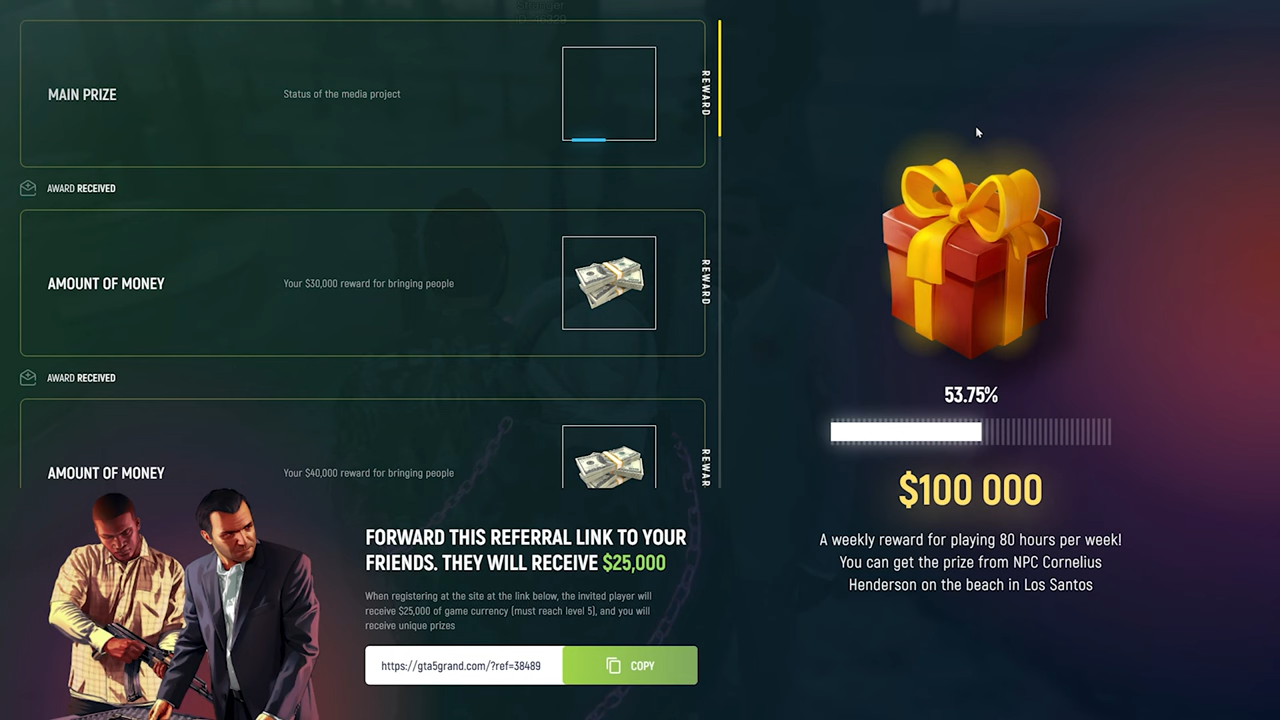 MAIN PRIZE
Status of the media project
REWARD
AWARD RECEIVED
AMOUNT OF MONEY
Your $30,000 reward for bringing people
REWARD
AWARD RECEIVED
AMOUNT OF MONEY
Your $40,000 reward for bringing people
REWAR
FORWARD THIS REFERRAL LINK TO YOUR
FRIENDS. THEY WILL RECEIVE $25,000
When registering at the site at the link below, the invited player will
receive $25,000 of game currency (must reach level 5), and you will
receive unique prizes
https://gta5grand.com/?ref=38489
COPY
53.75%
$100 000
A weekly reward for playing 80 hours per week!
You can get the prize from NPC Cornelius
Henderson on the beach in Los Santos